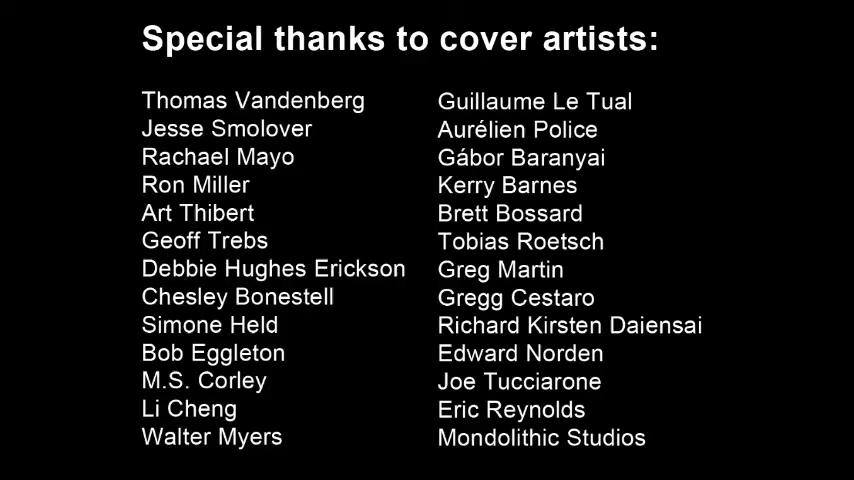 Special thanks to cover artists:
Thomas Vandenberg
Jesse Smolover
Rachael Mayo
Ron Miller
Art Thibert
Geoff Trebs
Debbie Hughes Erickson
Chesley Bonestell
Simone Held
Bob Eggleton
M.S. Corley
Li Cheng
Walter Myers
Guillaume Le Tual
Aurélien Police
Gábor Baranyai
Kerry Barnes
Brett Bossard
Tobias Roetsch
Greg Martin
Gregg Cestaro
Richard Kirsten Daiensai
Edward Norden
Joe Tucciarone
Eric Reynolds
Mondolithic Studios